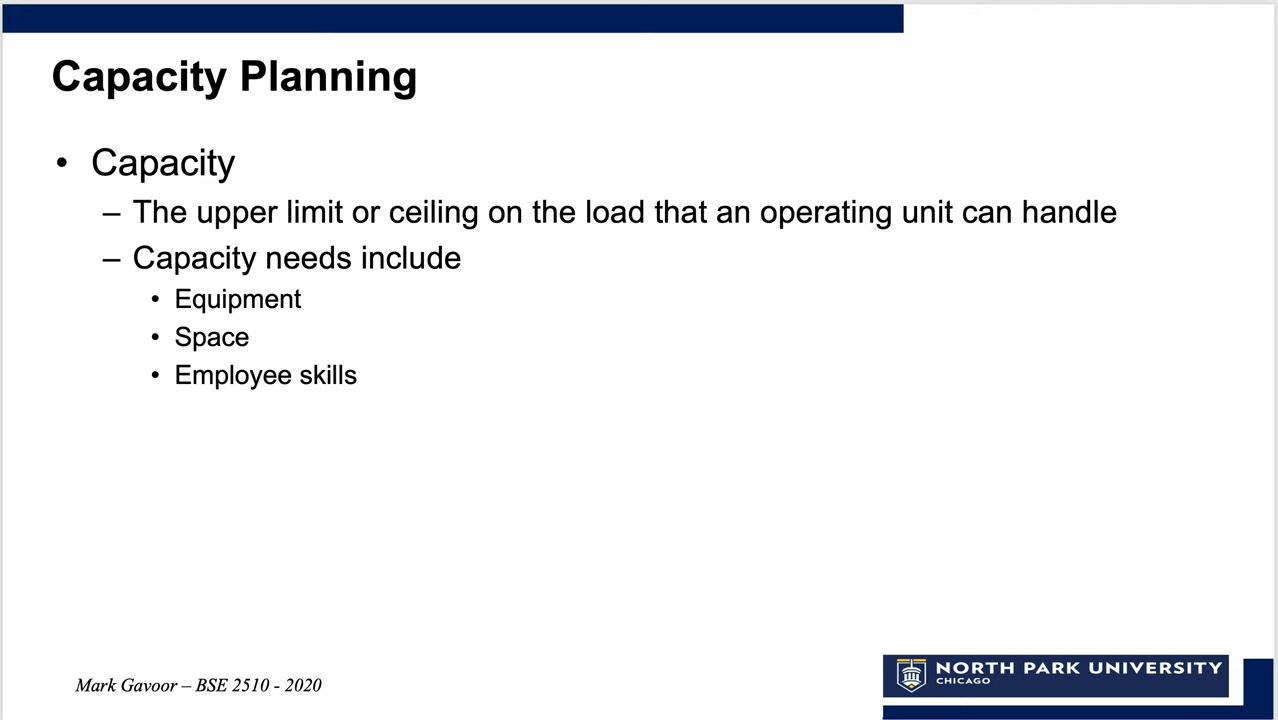 Capacity Planning
• Capacity
– The upper limit or ceiling on the load that an operating unit can handle
– Capacity needs include
• Equipment
• Space
• Employee skills
Mark Gavoor – BSE 2510 - 2020
NORTH PARK UNIVERSITY
CHICAGO